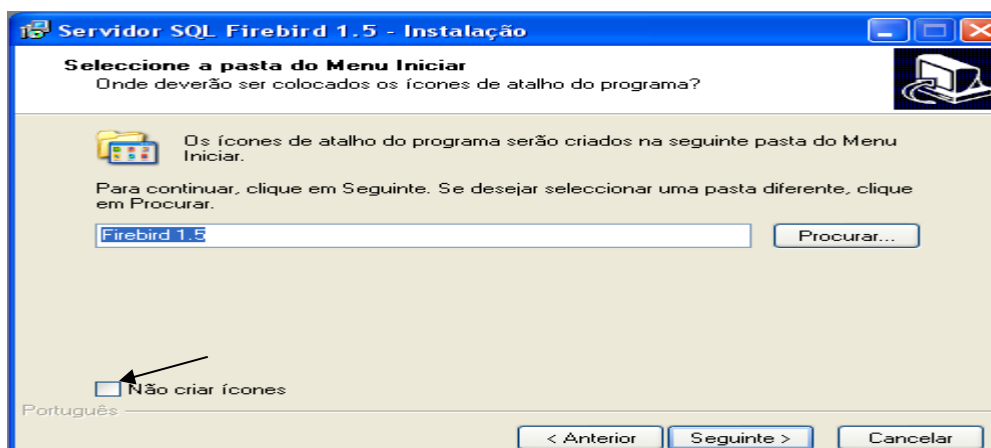 Servidor SQL Firebird 1.5 - Instalação
Seleccione a pasta do Menu Iniciar
Onde deverão ser colocados os ícones de atalho do programa?
Os ícones de atalho do programa serão criados na seguinte pasta do Menu
Iniciar.
Para continuar, clique em Seguinte. Se desejar seleccionar uma pasta diferente, clique
em Procurar.
Firebird 1.5
Procurar...
Não criar ícones
Português
< Anterior
Seguinte >
Cancelar